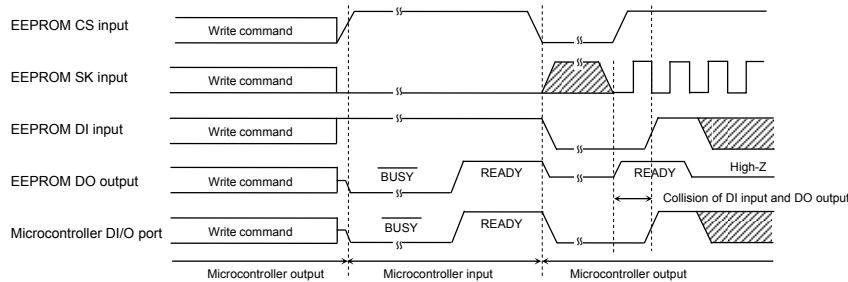 EEPROM CS input
Write command
EEPROM SK input
Write command
EEPROM DI input
Write command
EEPROM DO output
Write command
BUSY
READY
READY
High-Z
Collision of DI input and DO output
Microcontroller DI/O port
Write command
BUSY
READY
Microcontroller output
Microcontroller input
Microcontroller output